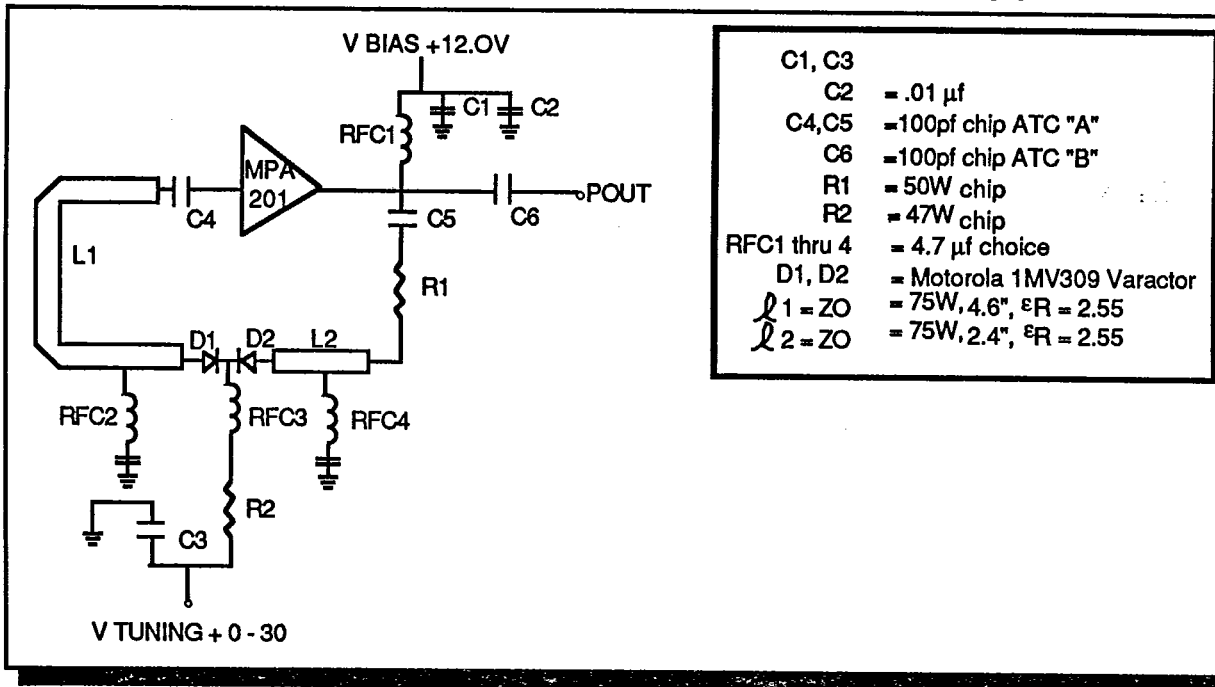 V BIAS +12.OV
C1
C2
RFC1
MPA
201
C4
C5
C6
POUT
L1
R1
D1
D2
L2
RFC2
RFC3
RFC4
R2
C3
V TUNING + 0 - 30
C1, C3
C2 = .01 µf
C4,C5 =100pf chip ATC "A"
C6 =100pf chip ATC "B"
R1 = 50W chip
R2 = 47W chip
RFC1 thru 4 = 4.7 µf choice
D1, D2 = Motorola 1MV309 Varactor
ℓ 1 = ZO = 75W, 4.6", εR = 2.55
ℓ 2 = ZO = 75W, 2.4", εR = 2.55